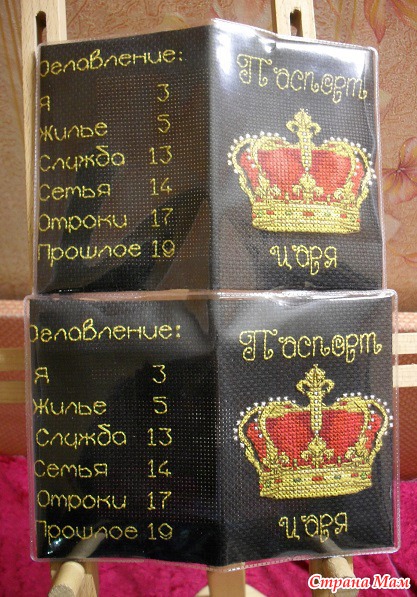 Оглавление:
Я 3
Жилье 5
Служба 13
Семья 14
Отроки 17
Прошлое 19
Паспорт
царя
Оглавление:
Я 3
Жилье 5
Служба 13
Семья 14
Отроки 17
Прошлое 19
Паспорт
царя
Страна Мам